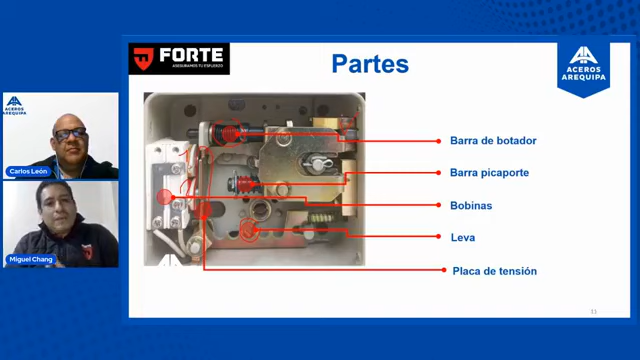 FORTE
ASEGURAMOS TU ESFUERZO
Partes
ACEROS
AREQUIPA
ACEROS
AREQUIPA
Carlos León
Miguel Chang
Barra de botador
Barra picaporte
Bobinas
Leva
Placa de tensión
33